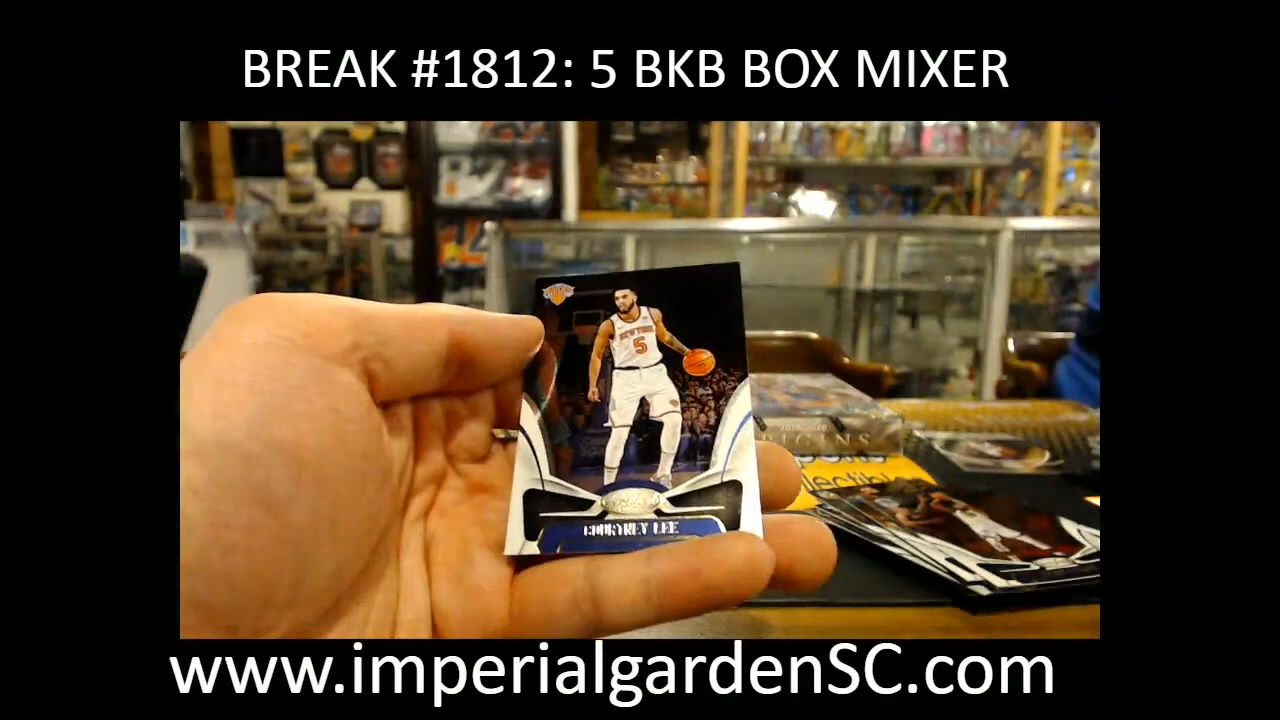 BREAK #1812: 5 BKB BOX MIXER
NEW YORK
5
COURTNEY LEE
ORIGINS
www.imperialgardenSC.com